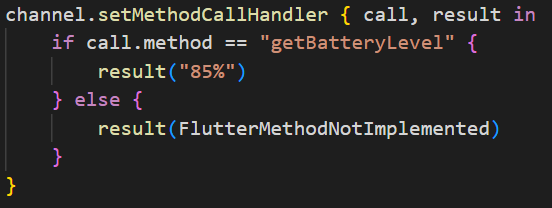 channel.setMethodCallHandler { call, result in
    if call.method == "getBatteryLevel" {
        result("85%")
    } else {
        result(FlutterMethodNotImplemented)
    }
}